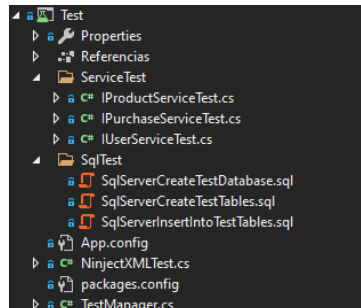 Test
Properties
Referencias
ServiceTest
C# IProductServiceTest.cs
C# IPurchaseServiceTest.cs
C# IUserServiceTest.cs
SqlTest
SqlServerCreateTestDatabase.sql
SqlServerCreateTestTables.sql
SqlServerInsertIntoTestTables.sql
App.config
C# NinjectXMLTest.cs
packages.config
C# TestManager.cs